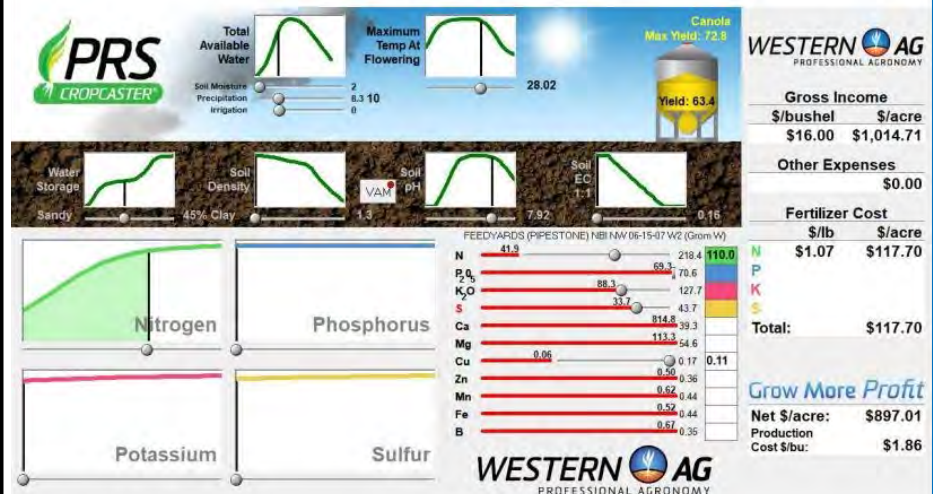 PRS
CROPCASTER®
Total
Available
Water
Soil Moisture 2
Precipitation 8.3 10
Irrigation 0
Maximum
Temp At
Flowering
28.02
Canola
Max Yield: 72.8
Yield: 63.4
Water
Storage
Sandy 45% Clay
Soil
Density
1.3
VAM
Soil
pH
7.92
Soil
EC
1:1
0.16
Nitrogen
Phosphorus
Potassium
Sulfur
FEEDYARDS (PIPESTONE) NBI NW 06-15-07 W2 (Grom W)
N 41.9 218.4 110.0
P2O5 69.3 70.6
K2O 88.3 127.7
S 33.7 43.7
Ca 814.8 39.3
Mg 113.3 54.6
Cu 0.06 0.17 0.11
Zn 0.50 0.36
Mn 0.62 0.44
Fe 0.52 0.44
B 0.67 0.35
WESTERN AG
PROFESSIONAL AGRONOMY
WESTERN AG
PROFESSIONAL AGRONOMY
Gross Income
$/bushel $/acre
$16.00 $1,014.71
Other Expenses
$0.00
Fertilizer Cost
$/lb $/acre
N $1.07 $117.70
P
K
S
Total: $117.70
Grow More Profit
Net $/acre: $897.01
Production
Cost $/bu: $1.86